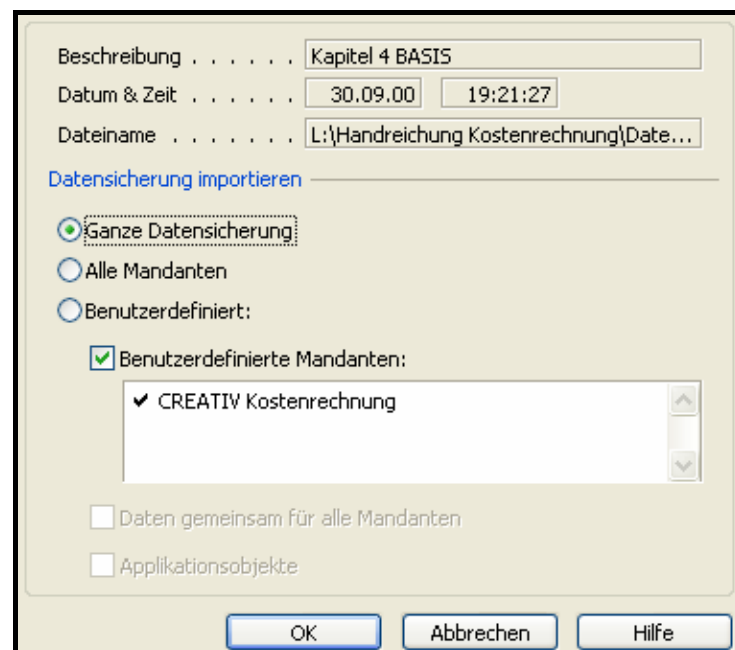 Beschreibung . . . . . . Kapitel 4 BASIS
Datum & Zeit . . . . . . 30.09.00 19:21:27
Dateiname . . . . . . . L:\Handreichung Kostenrechnung\Date...
Datensicherung importieren
Ganze Datensicherung
Alle Mandanten
Benutzerdefiniert:
Benutzerdefinierte Mandanten:
CREATIV Kostenrechnung
Daten gemeinsam für alle Mandanten
Applikationsobjekte
OK Abbrechen Hilfe